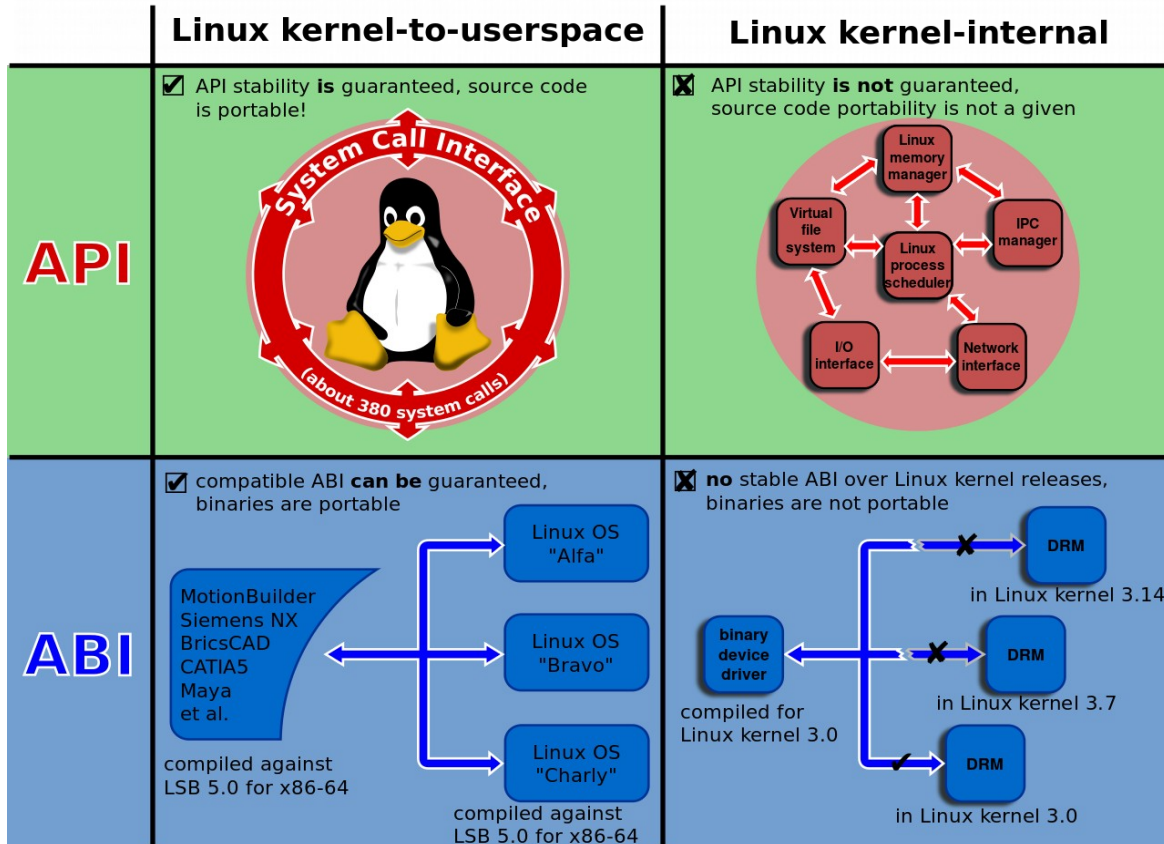 Linux kernel-to-userspace
Linux kernel-internal
API
API stability is guaranteed, source code
is portable!
System Call Interface
(about 380 system calls)
API stability is not guaranteed,
source code portability is not a given
Linux
memory
manager
Virtual
file
system
IPC
manager
Linux
process
scheduler
I/O
interface
Network
interface
ABI
compatible ABI can be guaranteed,
binaries are portable
MotionBuilder
Siemens NX
BricsCAD
CATIA5
Maya
et al.
compiled against
LSB 5.0 for x86-64
Linux OS
"Alfa"
Linux OS
"Bravo"
Linux OS
"Charly"
compiled against
LSB 5.0 for x86-64
no stable ABI over Linux kernel releases,
binaries are not portable
binary
device
driver
compiled for
Linux kernel 3.0
DRM
in Linux kernel 3.14
DRM
in Linux kernel 3.7
DRM
in Linux kernel 3.0